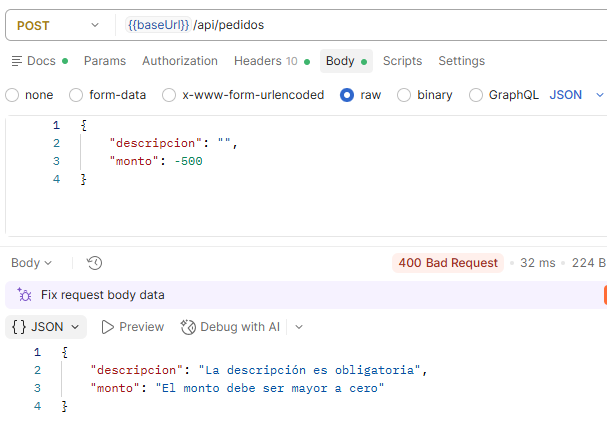 POST {{baseUrl}} /api/pedidos
Docs Params Authorization Headers 10 Body Scripts Settings
none form-data x-www-form-urlencoded raw binary GraphQL JSON
1 {
2 "descripcion": "",
3 "monto": -500
4 }
Body 400 Bad Request 32 ms 224 B
Fix request body data
{} JSON Preview Debug with AI
1 {
2 "descripcion": "La descripción es obligatoria",
3 "monto": "El monto debe ser mayor a cero"
4 }